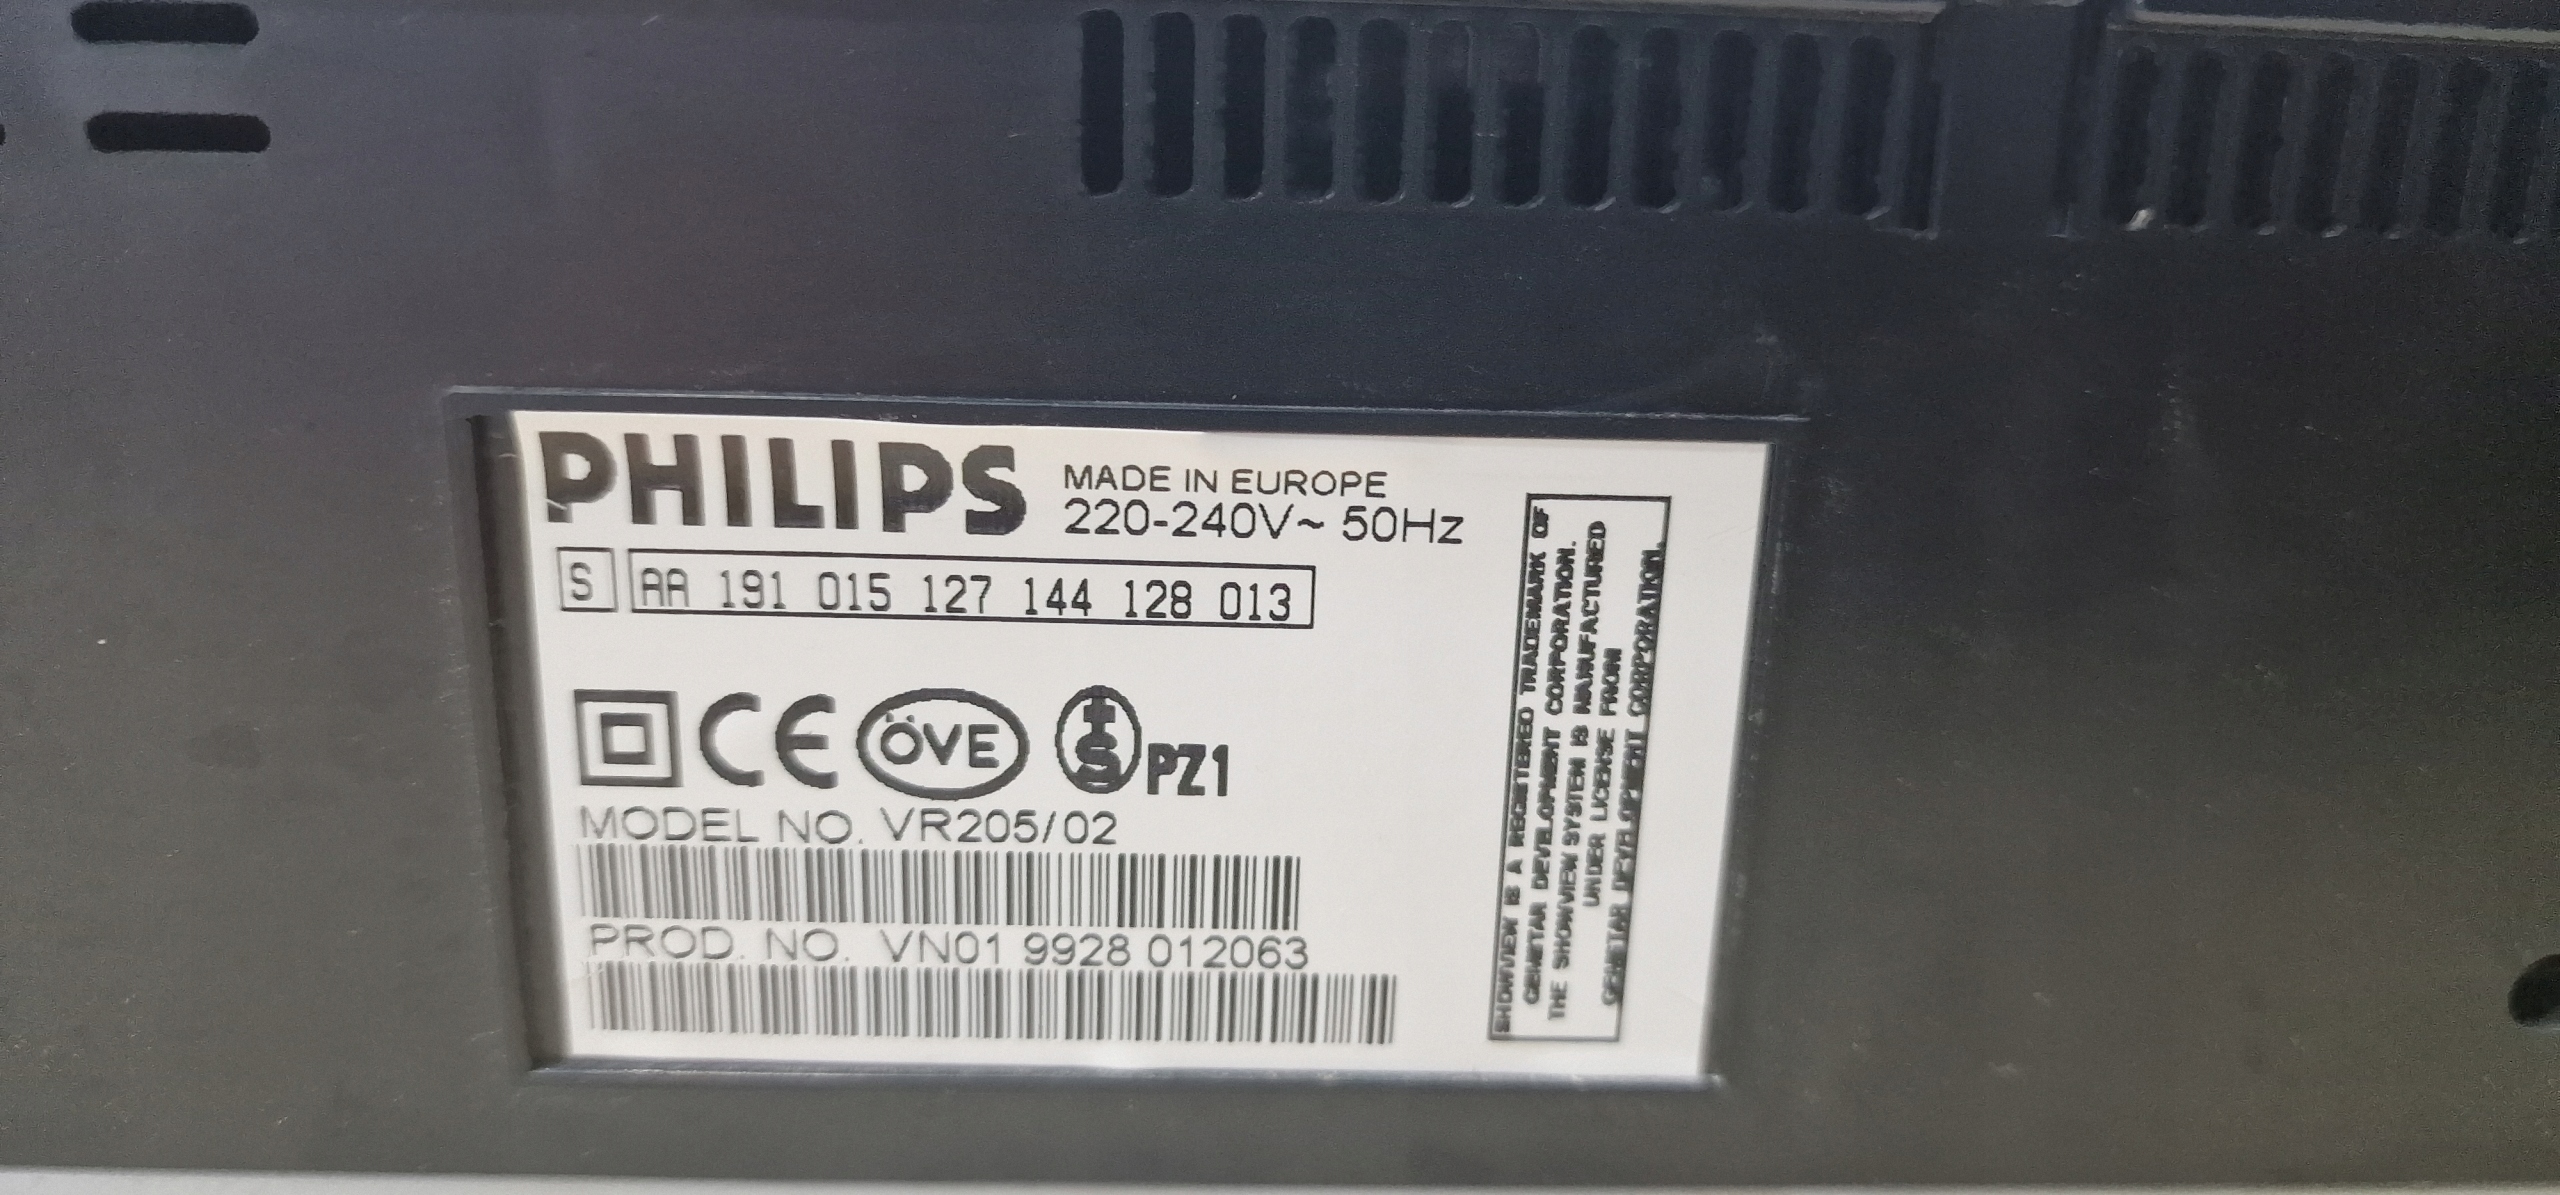 PHILIPS
MADE IN EUROPE
220-240V~ 50Hz
S AA 191 015 127 144 128 013
CE ÖVE S PZ1
MODEL NO. VR205/02
PROD. NO. VN01 9928 012063
SHOWVIEW IS A REGISTERED TRADEMARK OF
GEMSTAR DEVELOPMENT CORPORATION.
THE SHOWVIEW SYSTEM IS MANUFACTURED
UNDER LICENSE FROM
GEMSTAR DEVELOPMENT CORPORATION.